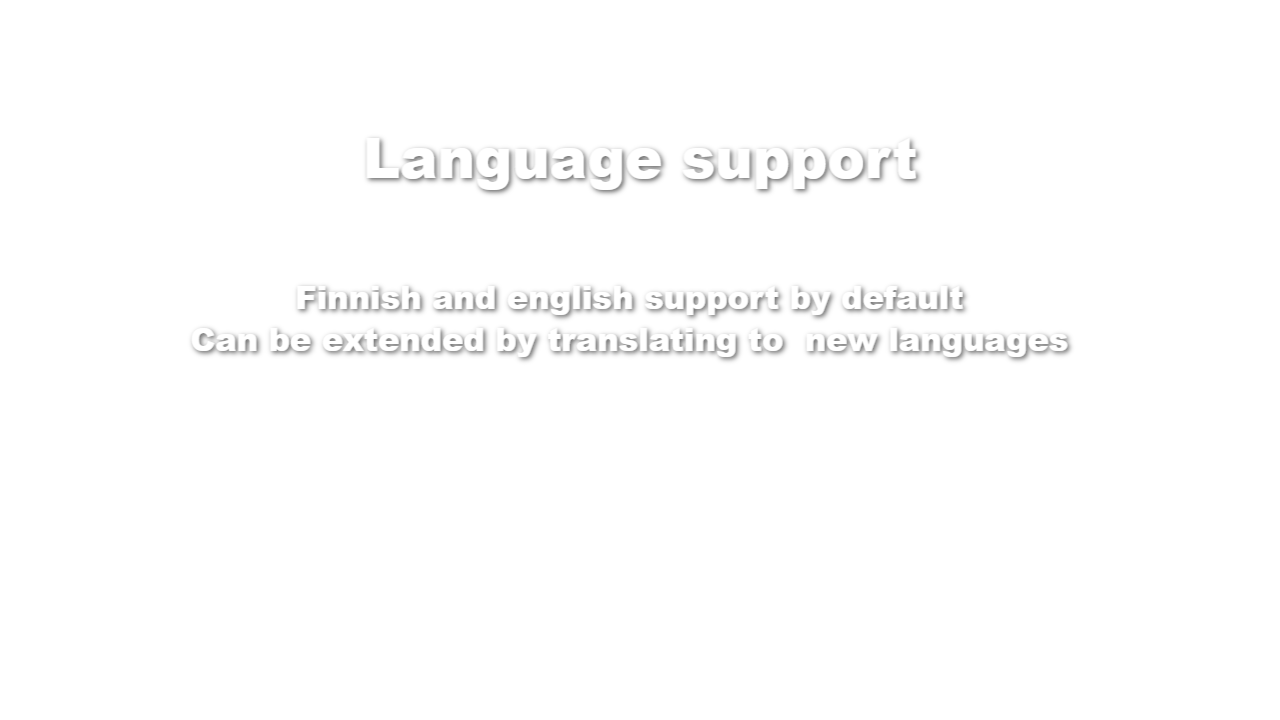 Language support
Finnish and english support by default
Can be extended by translating to  new languages